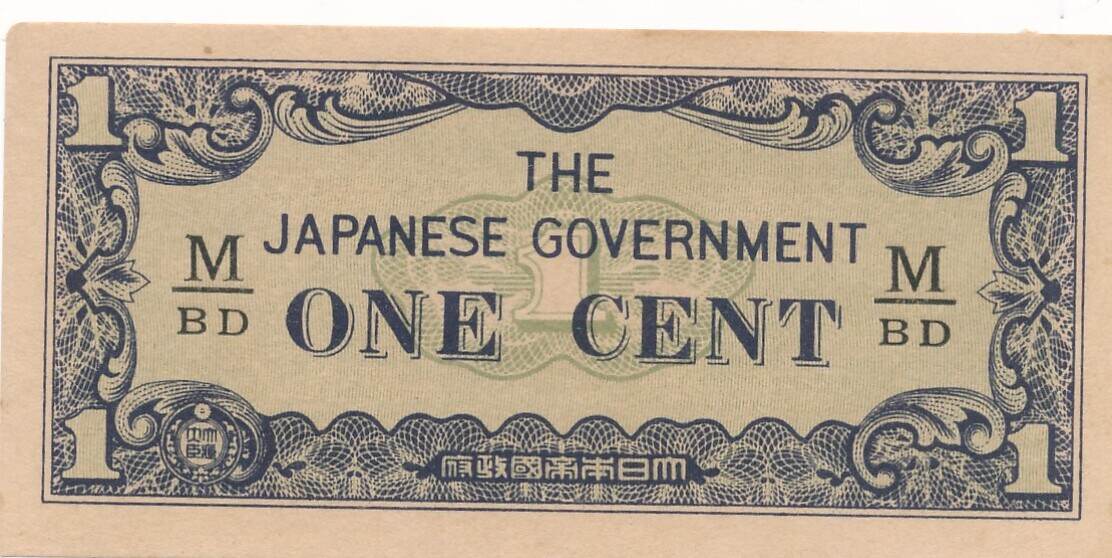 1 1
THE
JAPANESE GOVERNMENT
M M
BD BD
ONE CENT
1 1
大日本帝國政府